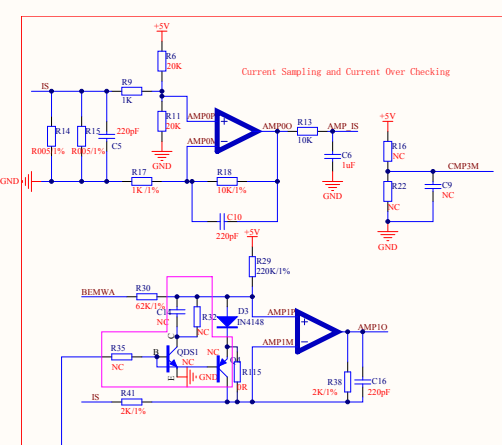 +5V
R6
20K
Current Sampling and Current Over Checking
IS
R9
1K
R11
20K
AMP0P
AMP0M
AMP0O
R13
10K
AMP_IS
+5V
R14
R005/1%
R15
R005/1%
220pF
C5
GND
C6
1uF
GND
R16
NC
CMP3M
GND
R17
1K/1%
R18
10K/1%
R22
NC
C9
NC
GND
C10
220pF
+5V
R29
220K/1%
BEMWA
R30
62K/1%
NC
R32
NC
D3
IN4148
AMP1P
AMP1M
AMP1O
R35
NC
B
C
E
QDS1
NC
GND
NC
R115
0R
R38
2K/1%
C16
220pF
IS
R41
2K/1%